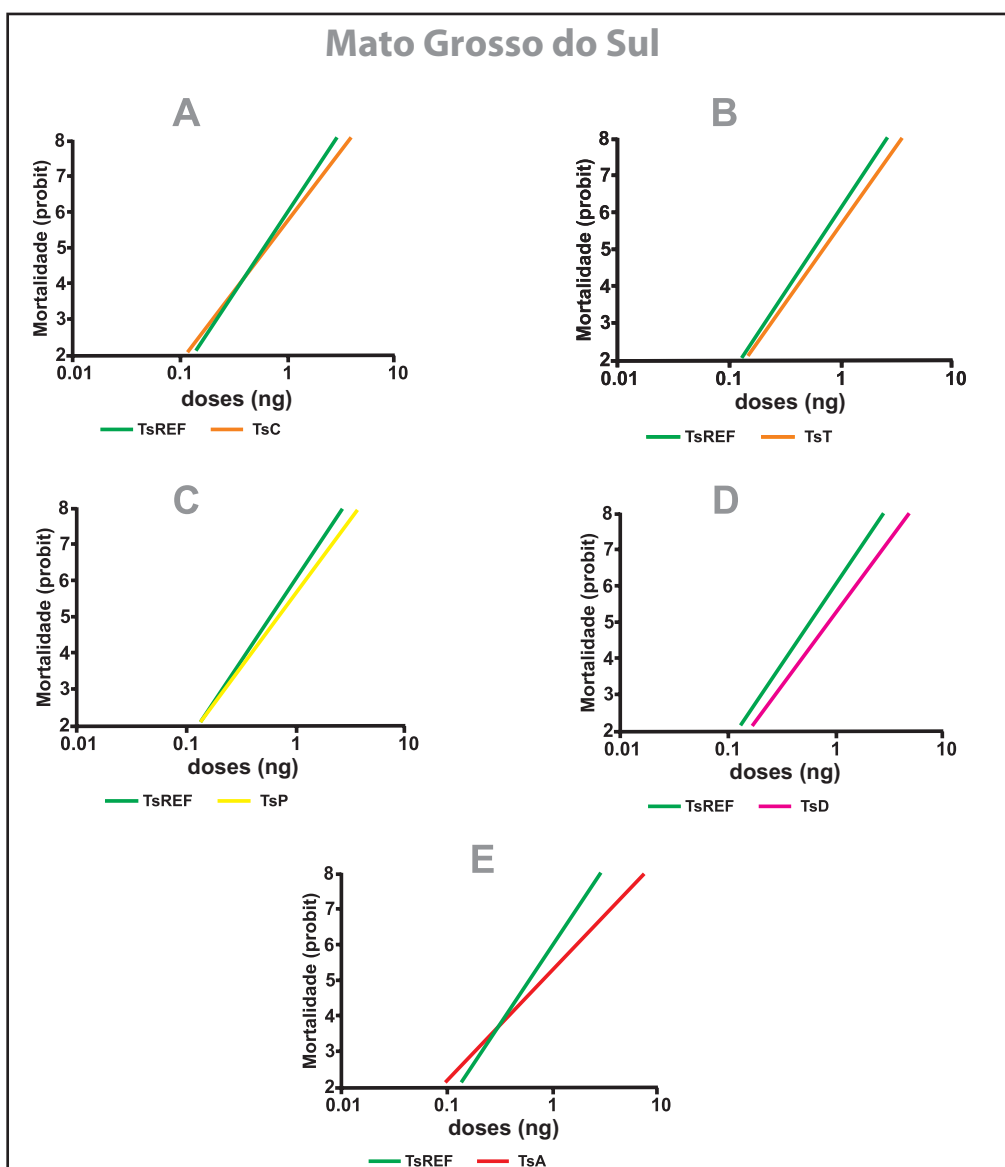 Mato Grosso do Sul
A
Mortalidade (probit)
8
7
6
5
4
3
2
0.01 0.1 1 10
doses (ng)
TsREF TsC
B
Mortalidade (probit)
8
7
6
5
4
3
2
0.01 0.1 1 10
doses (ng)
TsREF TsT
C
Mortalidade (probit)
8
7
6
5
4
3
2
0.01 0.1 1 10
doses (ng)
TsREF TsP
D
Mortalidade (probit)
8
7
6
5
4
3
2
0.01 0.1 1 10
doses (ng)
TsREF TsD
E
Mortalidade (probit)
8
7
6
5
4
3
2
0.01 0.1 1 10
doses (ng)
TsREF TsA